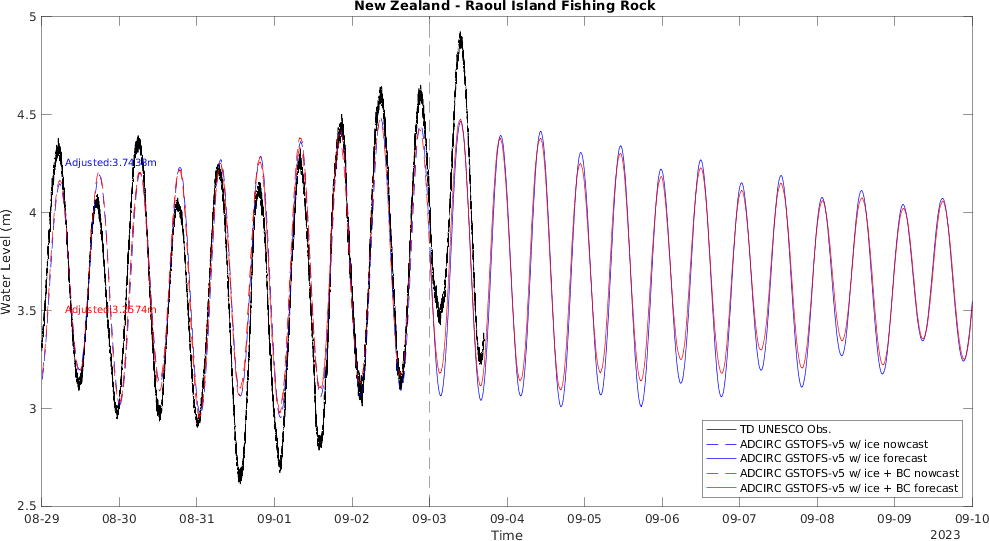 New Zealand - Raoul Island Fishing Rock
5
4.5
4
3.5
3
2.5
Water Level (m)
Adjusted:3.7433m
Adjusted:3.2574m
TD UNESCO Obs.
ADCIRC GSTOFS-v5 w/ ice nowcast
ADCIRC GSTOFS-v5 w/ ice forecast
ADCIRC GSTOFS-v5 w/ ice + BC nowcast
ADCIRC GSTOFS-v5 w/ ice + BC forecast
08-29 08-30 08-31 09-01 09-02 09-03 09-04 09-05 09-06 09-07 09-08 09-09 09-10
Time
2023